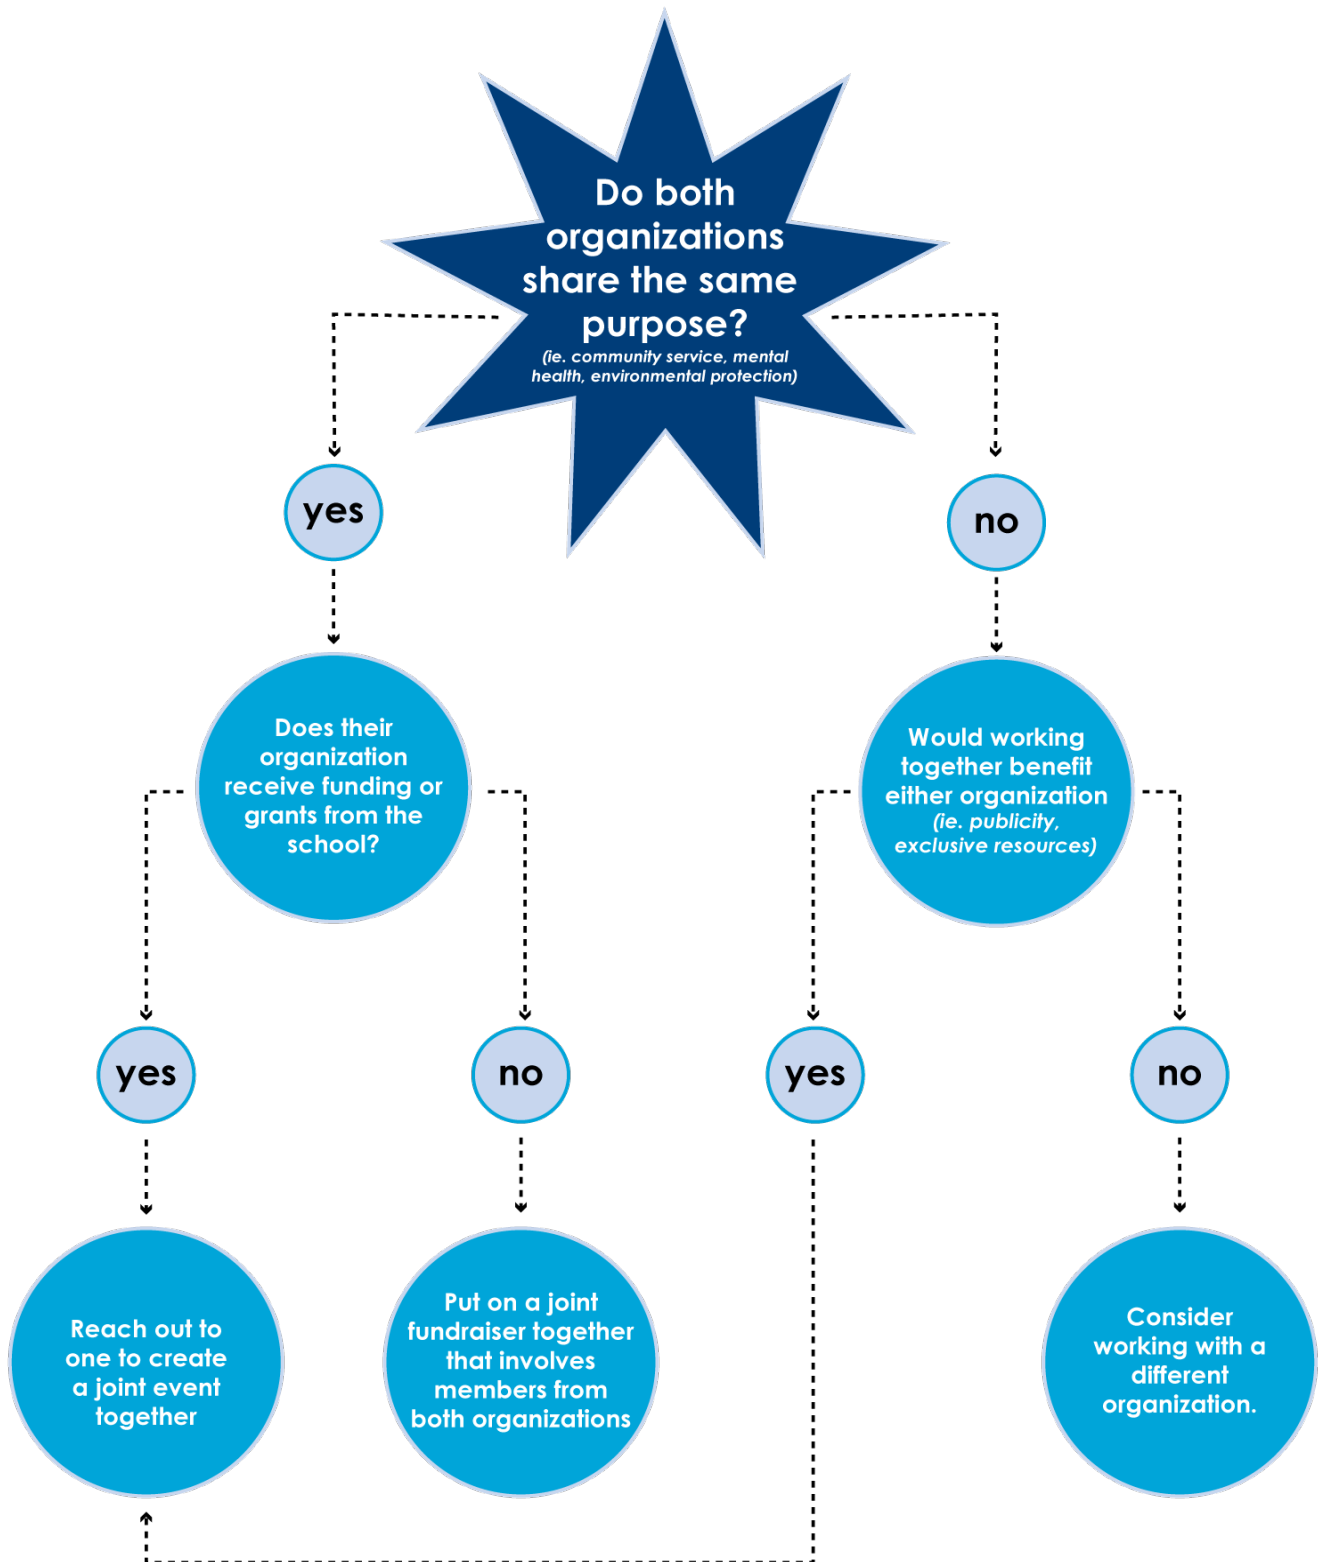 Do both
organizations
share the same
purpose?
(ie. community service, mental
health, environmental protection)
yes
no
Does their
organization
receive funding or
grants from the
school?
Would working
together benefit
either organization
(ie. publicity,
exclusive resources)
yes
no
yes
no
Reach out to
one to create
a joint event
together
Put on a joint
fundraiser together
that involves
members from
both organizations
Consider
working with a
different
organization.